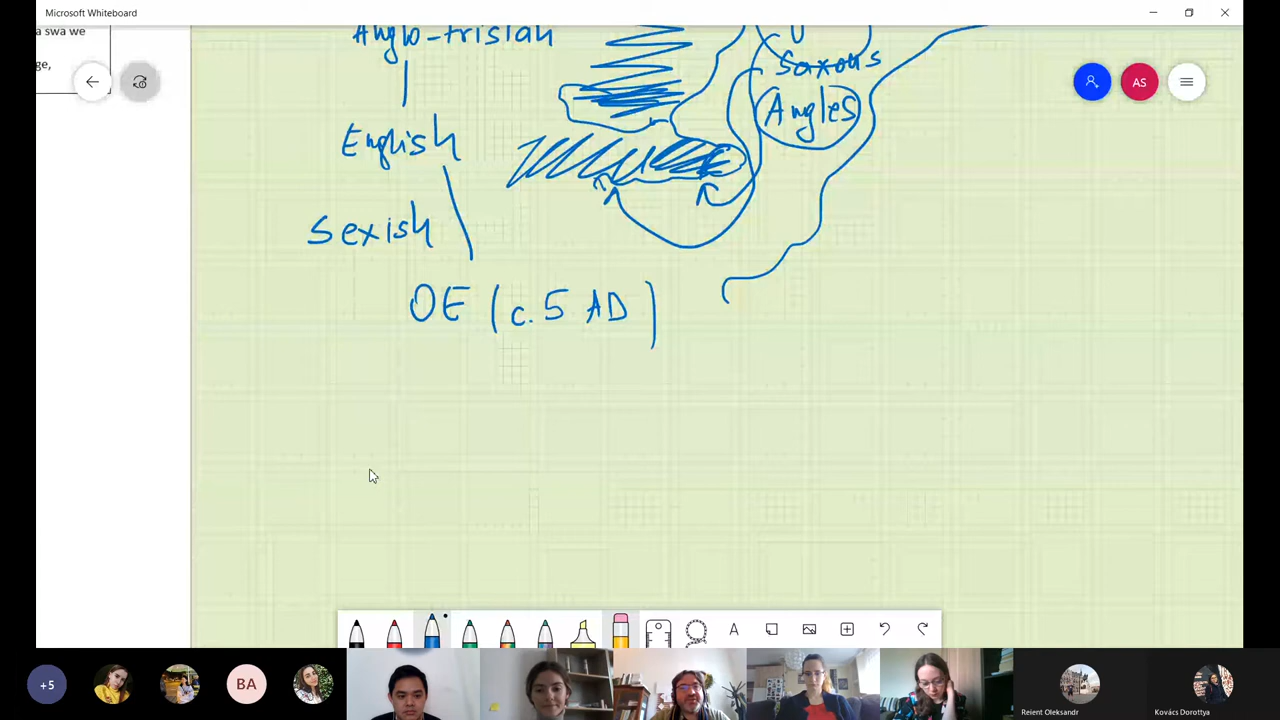 Microsoft Whiteboard
a swa we
ge,
Anglo-frisian
Saxons
Angles
English
Sexish
OE (c. 5 AD)
AS
A
+5
BA
Reient Oleksandr
Kovács Dorottya